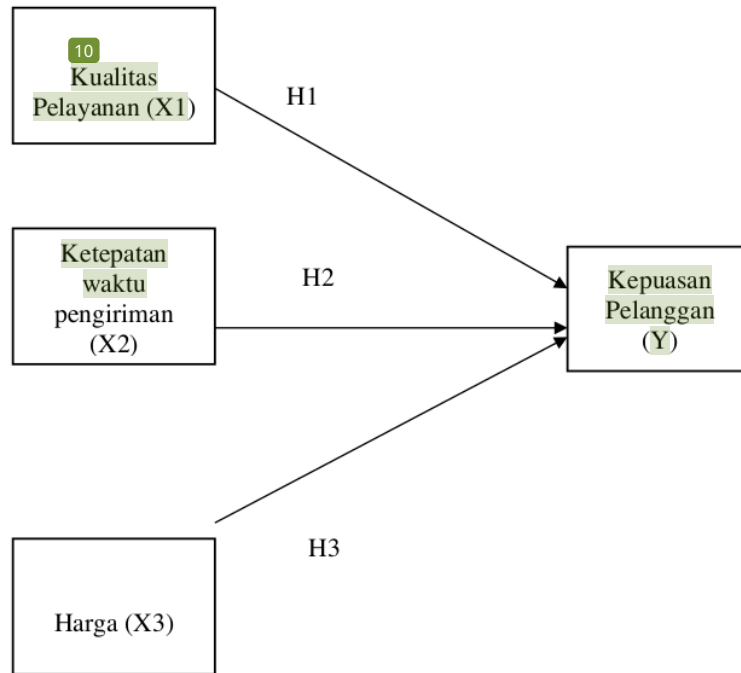 10
Kualitas
Pelayanan (X1)
H1
Ketepatan
waktu
pengiriman
(X2)
H2
Kepuasan
Pelanggan
(Y)
H3
Harga (X3)